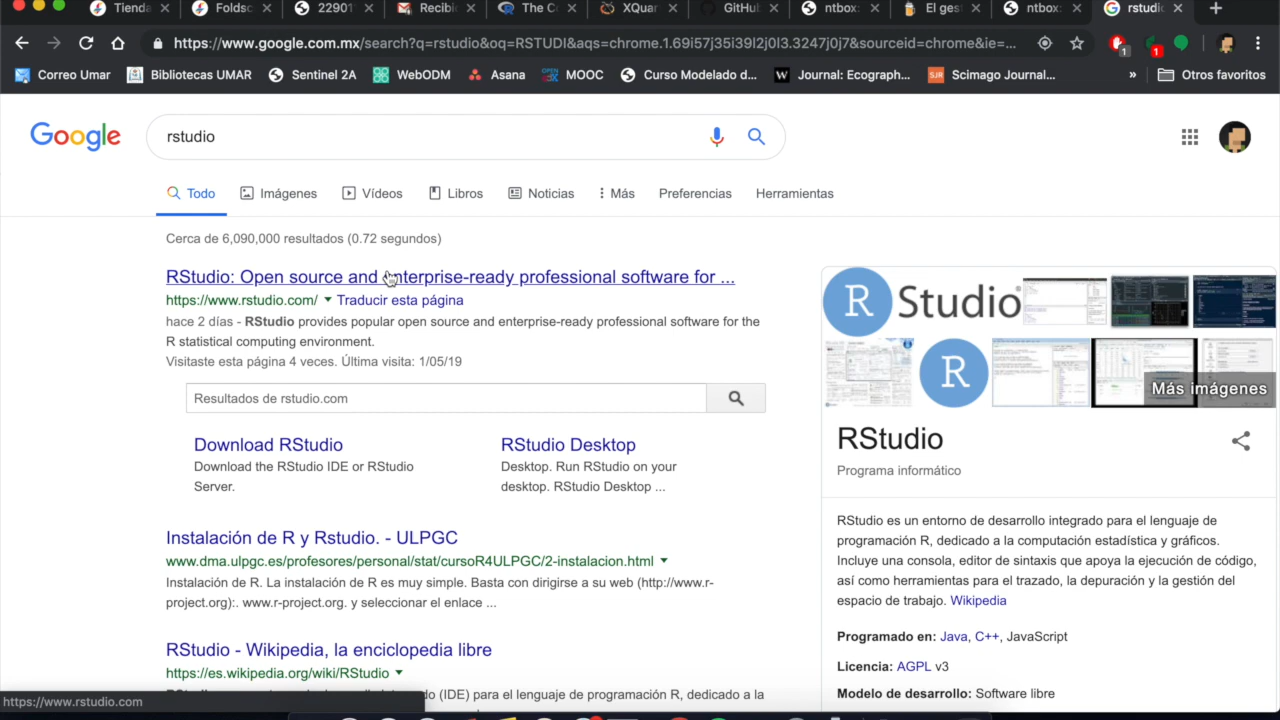 Tienda
Foldsc
22901
Recibi
The Co
XQuar
GitHub
ntbox:
El gest
ntbox:
rstudio
https://www.google.com.mx/search?q=rstudio&oq=RSTUDI&aqs=chrome.1.69i57j35i39l2j0l3.3247j0j7&sourceid=chrome&ie=...
1
1
Correo Umar
Bibliotecas UMAR
Sentinel 2A
WebODM
Asana
MOOC
Curso Modelado d...
Journal: Ecograph...
Scimago Journal...
»
Otros favoritos
Google
rstudio
Todo
Imágenes
Vídeos
Libros
Noticias
Más
Preferencias
Herramientas
Cerca de 6,090,000 resultados (0.72 segundos)
RStudio: Open source and enterprise-ready professional software for ...
https://www.rstudio.com/ Traducir esta página
hace 2 días - RStudio provides popular open source and enterprise-ready professional software for the
R statistical computing environment.
Visitaste esta página 4 veces. Última visita: 1/05/19
Resultados de rstudio.com
Download RStudio
Download the RStudio IDE or RStudio
Server.
RStudio Desktop
Desktop. Run RStudio on your
desktop. RStudio Desktop ...
Instalación de R y Rstudio. - ULPGC
www.dma.ulpgc.es/profesores/personal/stat/cursoR4ULPGC/2-instalacion.html
Instalación de R. La instalación de R es muy simple. Basta con dirigirse a su web (http://www.r-
project.org):. www.r-project.org. y seleccionar el enlace ...
RStudio - Wikipedia, la enciclopedia libre
https://es.wikipedia.org/wiki/RStudio
(IDE) para el lenguaje de programación R, dedicado a la
https://www.rstudio.com
R Studio
R
Más imágenes
RStudio
Programa informático
RStudio es un entorno de desarrollo integrado para el lenguaje de
programación R, dedicado a la computación estadística y gráficos.
Incluye una consola, editor de sintaxis que apoya la ejecución de código,
así como herramientas para el trazado, la depuración y la gestión del
espacio de trabajo. Wikipedia
Programado en: Java, C++, JavaScript
Licencia: AGPL v3
Modelo de desarrollo: Software libre